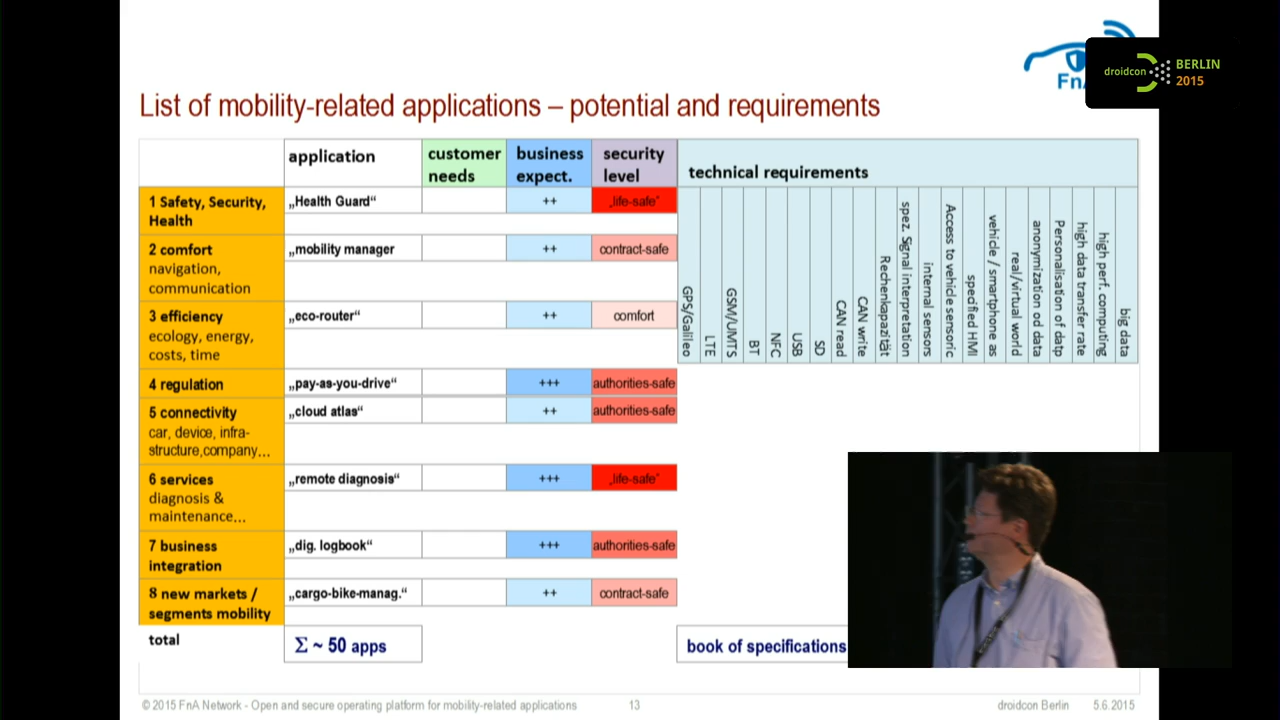 droidcon
BERLIN
2015
List of mobility-related applications – potential and requirements
application
customer
needs
business
expect.
security
level
technical requirements
1 Safety, Security,
Health
„Health Guard“
++
„life-safe“
2 comfort
navigation,
communication
„mobility manager
++
contract-safe
3 efficiency
ecology, energy,
costs, time
„eco-router“
++
comfort
GPS/Galileo
LTE
GSM/UMTS
BT
NFC
USB
SD
CAN read
CAN write
Rechenkapazität
spez. Signal interpretation
internal sensors
Access to vehicle sensoric
specified HMI
vehicle / smartphone as
real/virtual world
anonymization od data
Personalisation of datp
high data transfer rate
high perf. computing
big data
4 regulation
„pay-as-you-drive“
+++
authorities-safe
5 connectivity
car, device, infra-
structure,company...
„cloud atlas“
++
authorities-safe
6 services
diagnosis &
maintenance...
„remote diagnosis“
+++
„life-safe“
7 business
integration
„dig. logbook“
+++
authorities-safe
8 new markets /
segments mobility
„cargo-bike-manag.“
++
contract-safe
total
Σ ~ 50 apps
book of specifications
© 2015 FnA Network - Open and secure operating platform for mobility-related applications
13
droidcon Berlin
5.6.2015